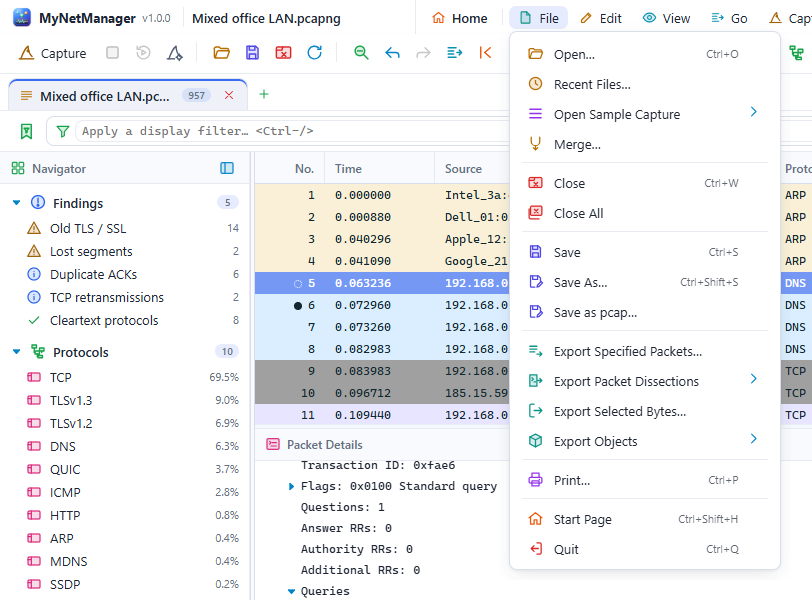 MyNetManager v1.0.0 Mixed office LAN.pcapng Home File Edit View Go Cap
Capture
Mixed office LAN.pc... 957
Apply a display filter… <Ctrl-/>
Navigator
Findings 5
Old TLS / SSL 14
Lost segments 2
Duplicate ACKs 6
TCP retransmissions 2
Cleartext protocols 8
Protocols 10
TCP 69.5%
TLSv1.3 9.0%
TLSv1.2 6.9%
DNS 6.3%
QUIC 3.7%
ICMP 2.8%
HTTP 0.8%
ARP 0.4%
MDNS 0.4%
SSDP 0.2%
No. Time Source Proto
1 0.000000 Intel_3a: ARP
2 0.000880 Dell_01:0 ARP
3 0.040296 Apple_12: ARP
4 0.041090 Google_21 ARP
5 0.063236 192.168.0 DNS
6 0.072960 192.168.0 DNS
7 0.073260 192.168.0 DNS
8 0.082983 192.168.0 DNS
9 0.083983 192.168.0 TCP
10 0.096712 185.15.59 TCP
11 0.109440 192.168.0 TCP
Packet Details
Transaction ID: 0xfae6
Flags: 0x0100 Standard query
Questions: 1
Answer RRs: 0
Authority RRs: 0
Additional RRs: 0
Queries
Open... Ctrl+O
Recent Files...
Open Sample Capture
Merge...
Close Ctrl+W
Close All
Save Ctrl+S
Save As... Ctrl+Shift+S
Save as pcap...
Export Specified Packets...
Export Packet Dissections
Export Selected Bytes...
Export Objects
Print... Ctrl+P
Start Page Ctrl+Shift+H
Quit Ctrl+Q